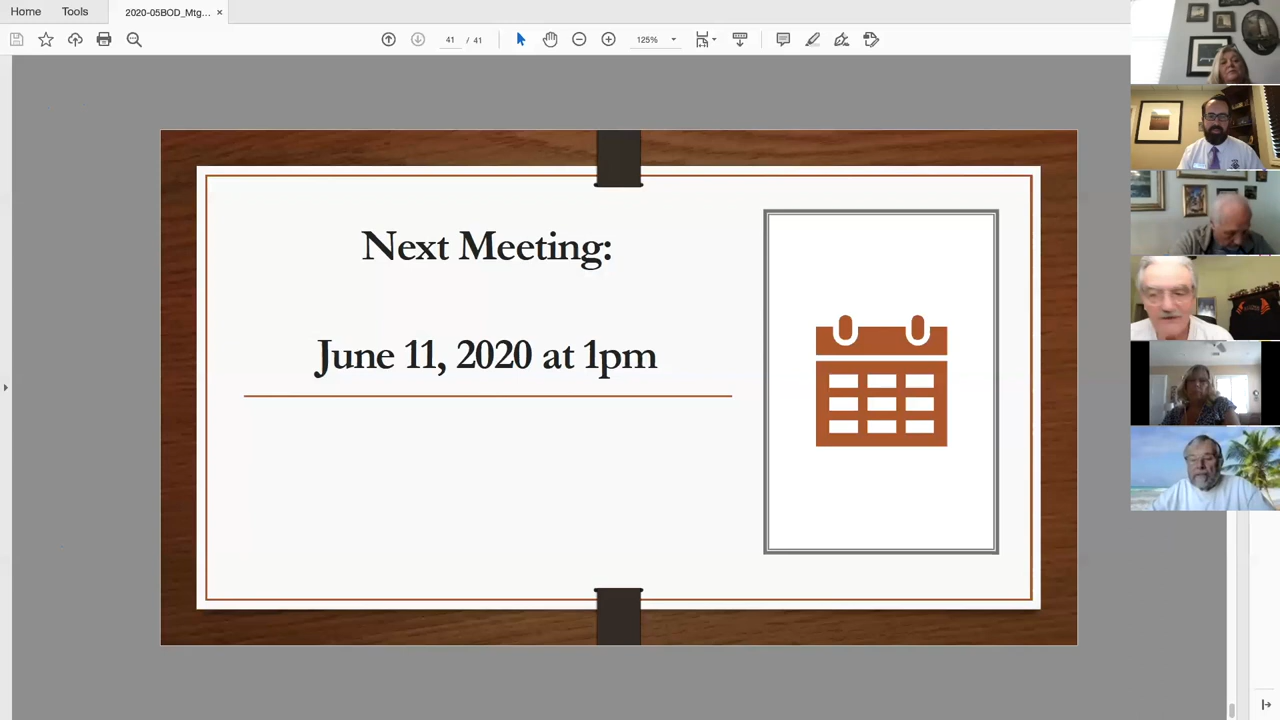 Home
Tools
2020-05BOD_Mtg... ×
41 / 41
125%
Next Meeting:
June 11, 2020 at 1pm